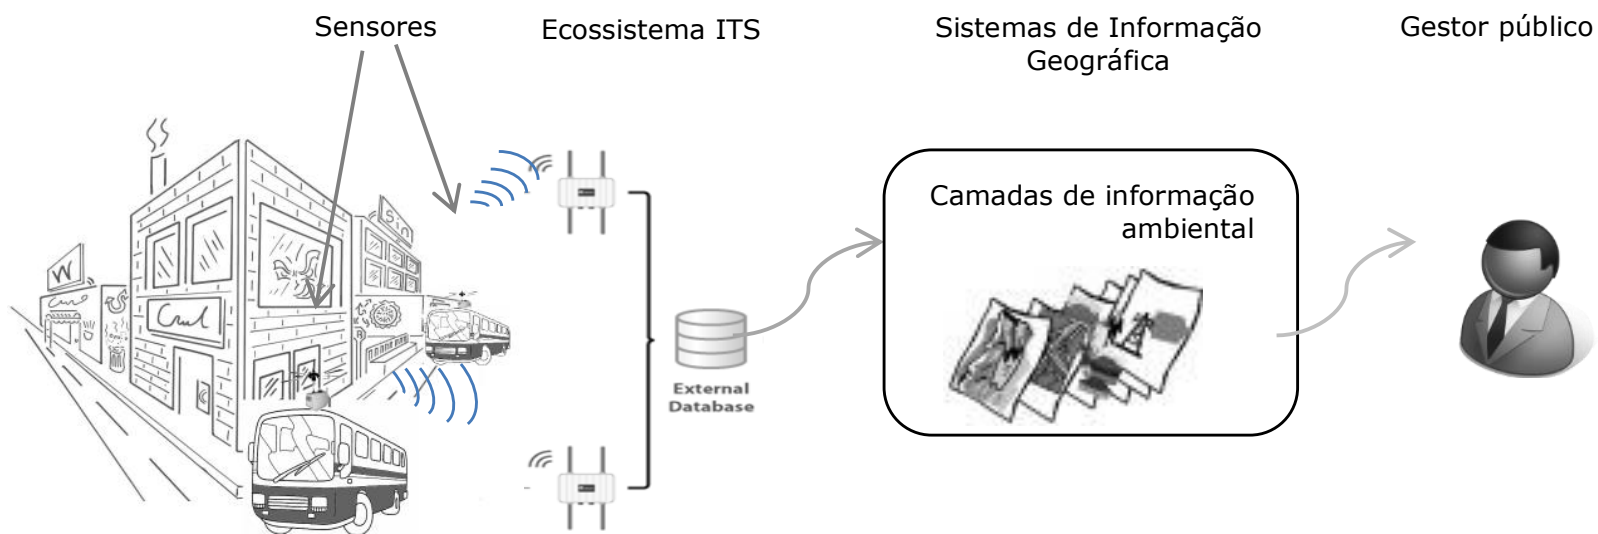 Sensores
Ecossistema ITS
Sistemas de Informação
Geográfica
Gestor público
Camadas de informação
ambiental
W
External
Database